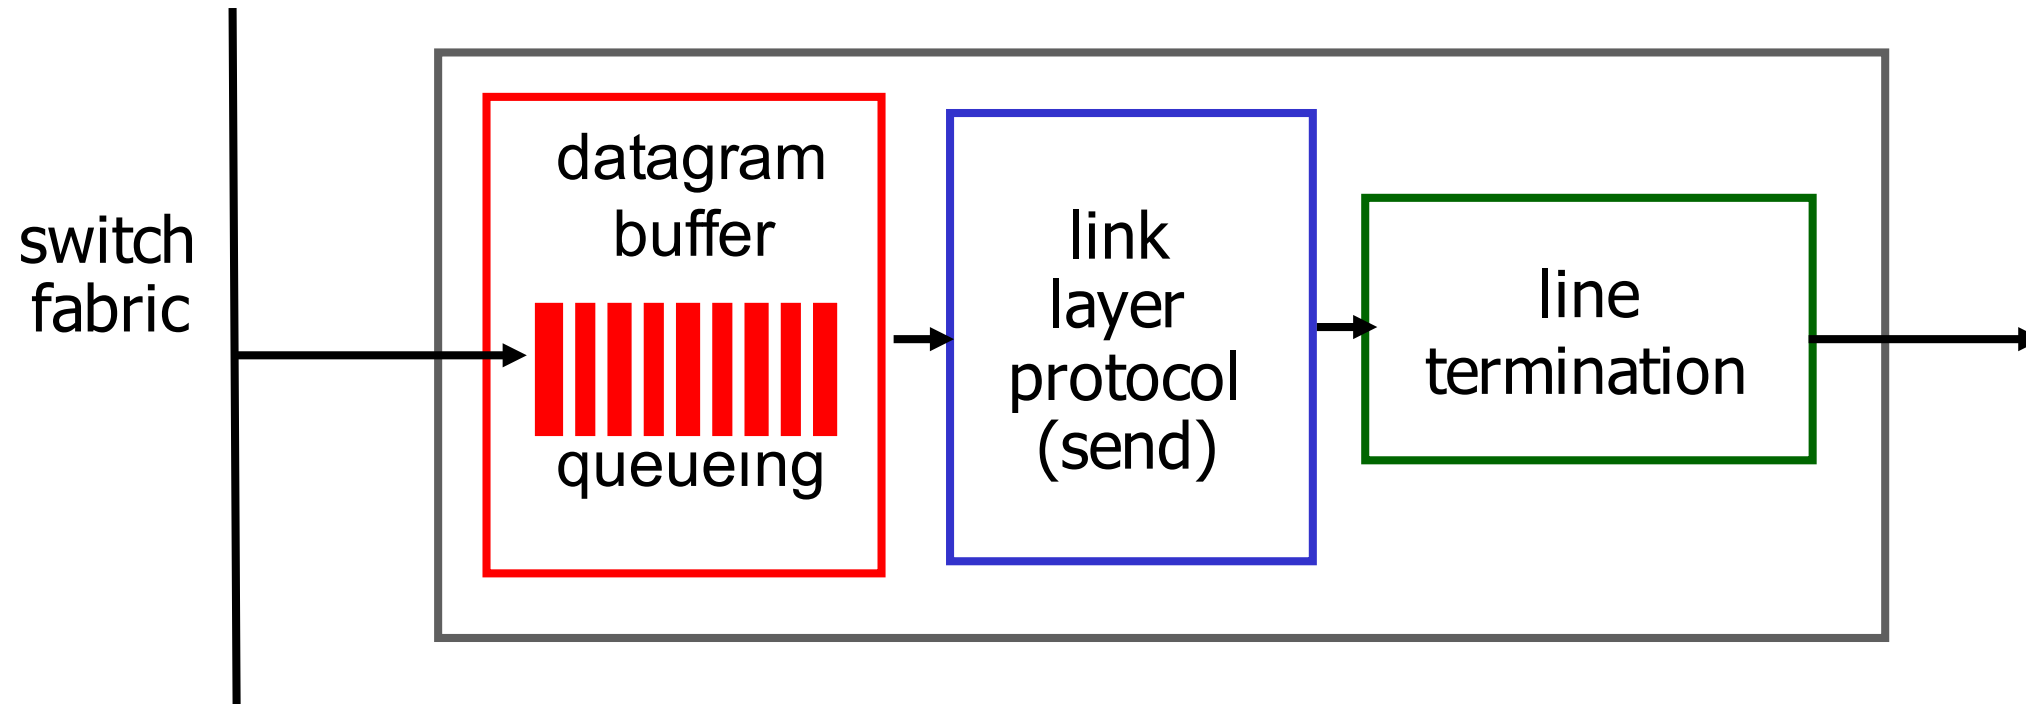 switch
fabric
datagram
buffer
queueing
link
layer
protocol
(send)
line
termination